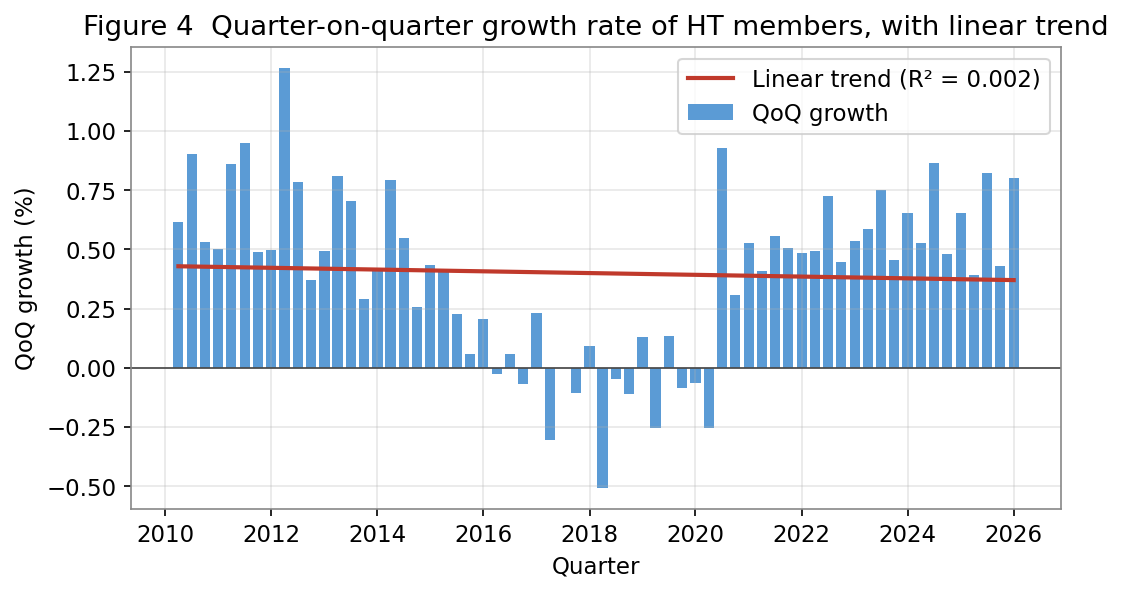 Figure 4  Quarter-on-quarter growth rate of HT members, with linear trend
Linear trend (R² = 0.002)
QoQ growth
QoQ growth (%)
1.25
1.00
0.75
0.50
0.25
0.00
−0.25
−0.50
2010 2012 2014 2016 2018 2020 2022 2024 2026
Quarter